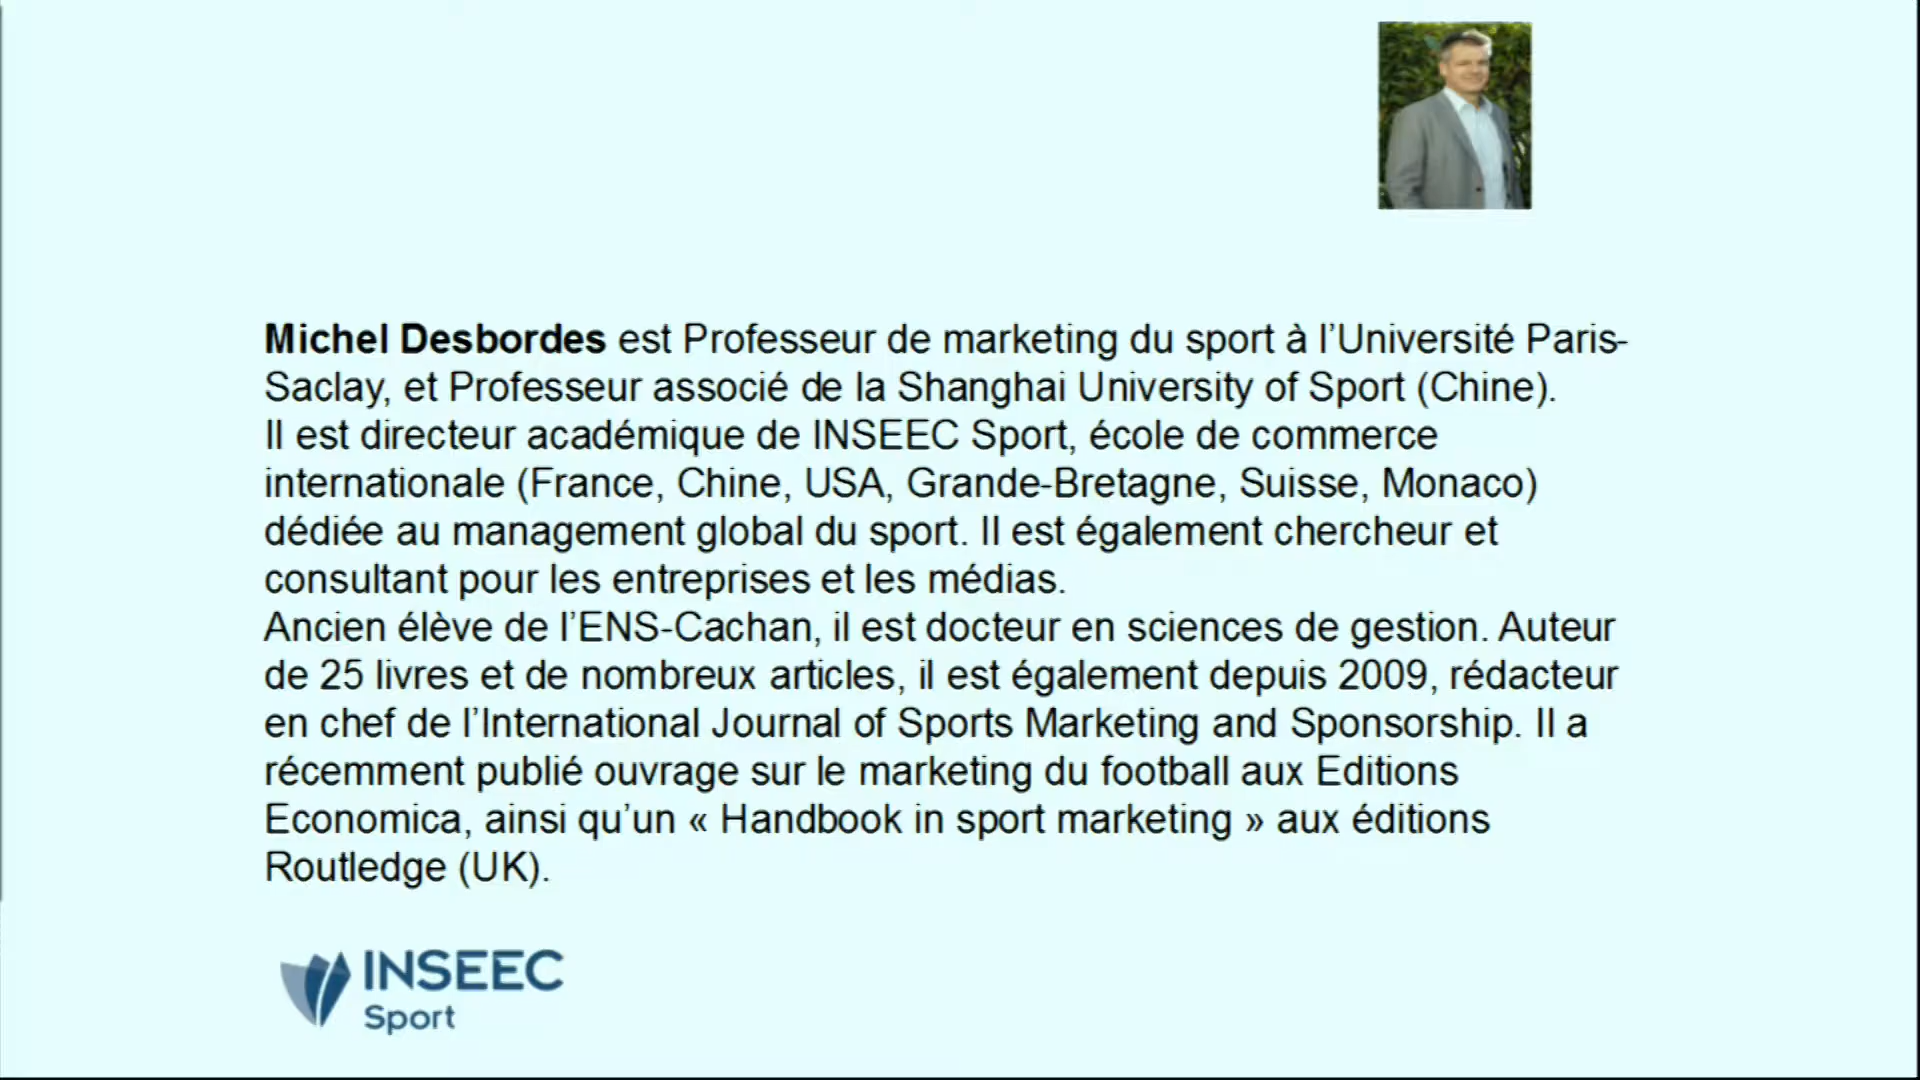 Michel Desbordes est Professeur de marketing du sport à l’Université Paris-
Saclay, et Professeur associé de la Shanghai University of Sport (Chine).
Il est directeur académique de INSEEC Sport, école de commerce
internationale (France, Chine, USA, Grande-Bretagne, Suisse, Monaco)
dédiée au management global du sport. Il est également chercheur et
consultant pour les entreprises et les médias.
Ancien élève de l’ENS-Cachan, il est docteur en sciences de gestion. Auteur
de 25 livres et de nombreux articles, il est également depuis 2009, rédacteur
en chef de l’International Journal of Sports Marketing and Sponsorship. Il a
récemment publié ouvrage sur le marketing du football aux Editions
Economica, ainsi qu’un « Handbook in sport marketing » aux éditions
Routledge (UK).
INSEEC
Sport